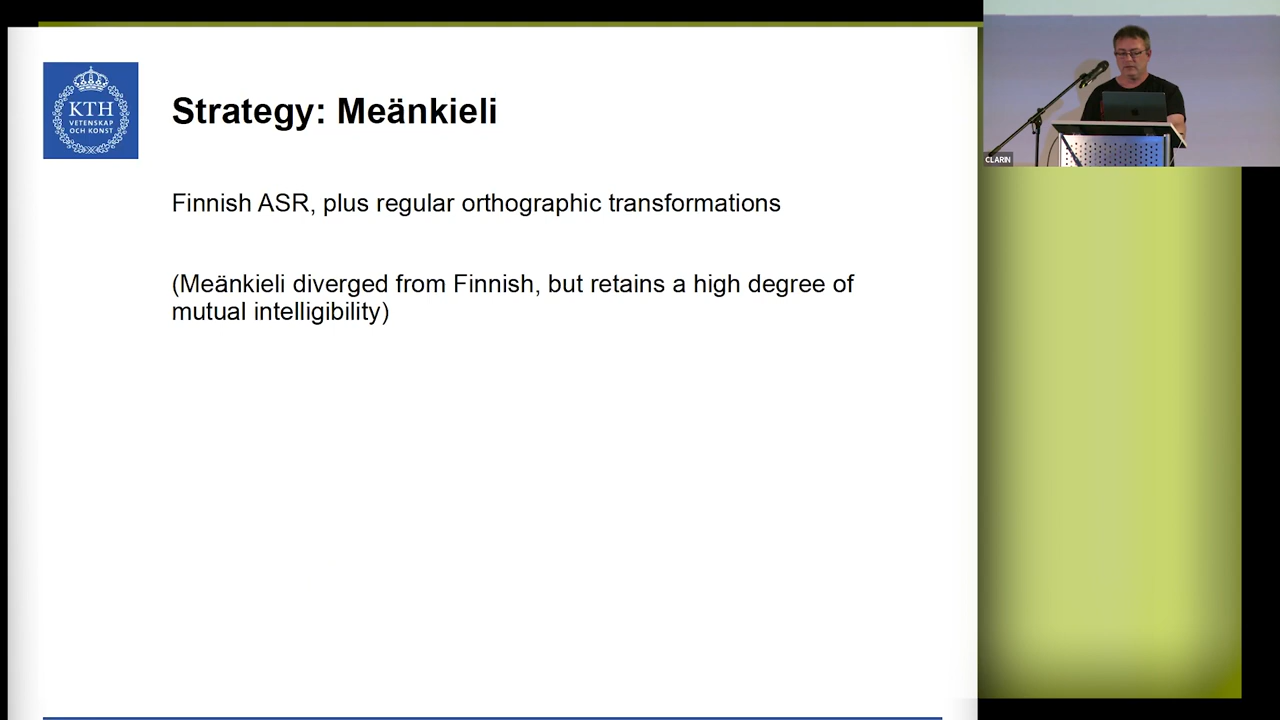 KTH
VETENSKAP
OCH KONST
Strategy: Meänkieli
Finnish ASR, plus regular orthographic transformations
(Meänkieli diverged from Finnish, but retains a high degree of
mutual intelligibility)
CLARIN